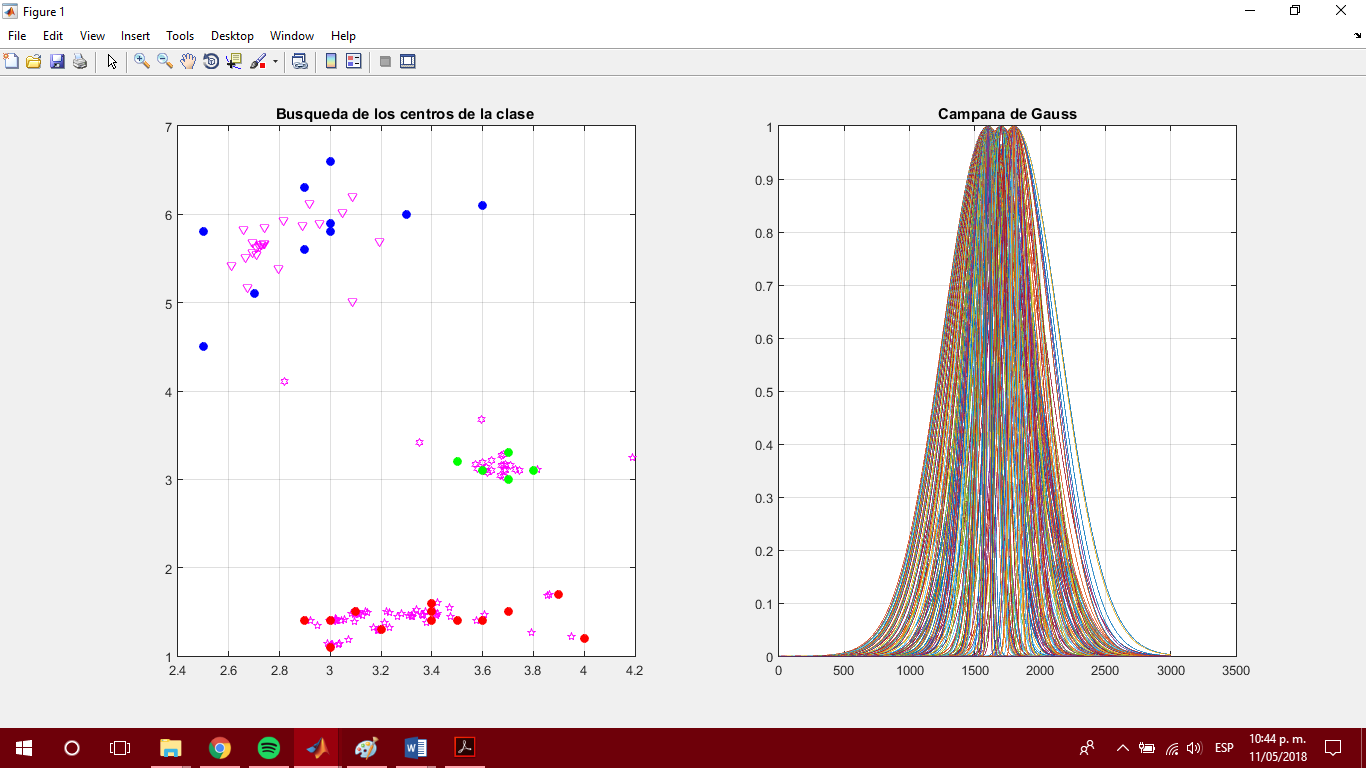 Figure 1
File Edit View Insert Tools Desktop Window Help
Busqueda de los centros de la clase
7
6
5
4
3
2
1
2.4 2.6 2.8 3 3.2 3.4 3.6 3.8 4 4.2
Campana de Gauss
1
0.9
0.8
0.7
0.6
0.5
0.4
0.3
0.2
0.1
0
0 500 1000 1500 2000 2500 3000 3500
ESP
10:44 p. m.
11/05/2018